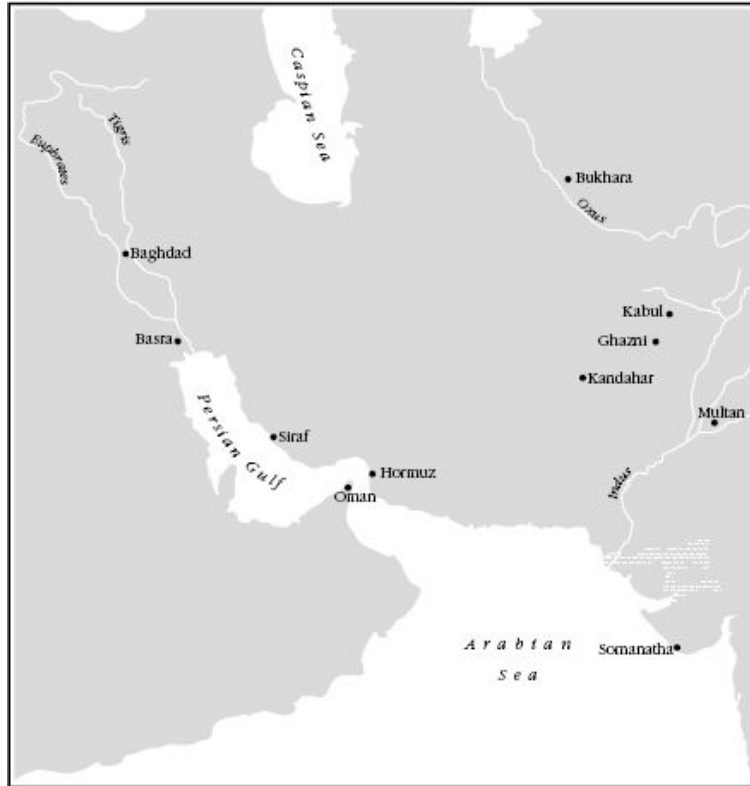 Caspian Sea
Tigris
Euphrates
Bukhara
Oxus
Baghdad
Kabul
Basra
Ghazni
Kandahar
Multan
Persian Gulf
Siraf
Hormuz
Indus
Oman
Arabian
Sea
Somanatha